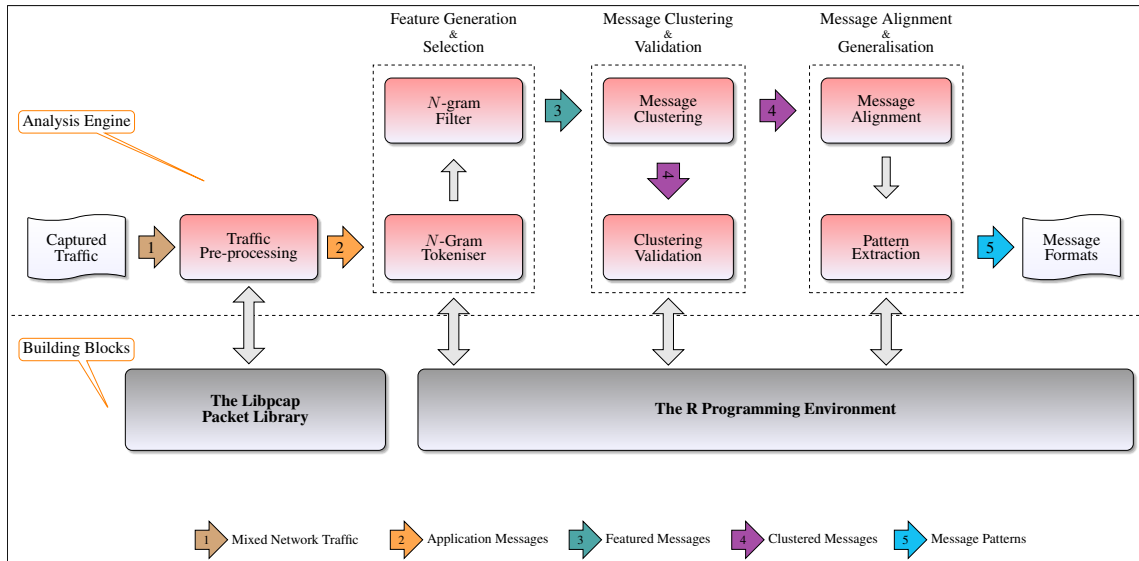 Feature Generation
&
Selection
Message Clustering
&
Validation
Message Alignment
&
Generalisation
Analysis Engine
N-gram
Filter
3
Message
Clustering
4
Message
Alignment
4
Captured
Traffic
1
Traffic
Pre-processing
2
N-Gram
Tokeniser
Clustering
Validation
Pattern
Extraction
5
Message
Formats
Building Blocks
The Libpcap
Packet Library
The R Programming Environment
1 Mixed Network Traffic
2 Application Messages
3 Featured Messages
4 Clustered Messages
5 Message Patterns